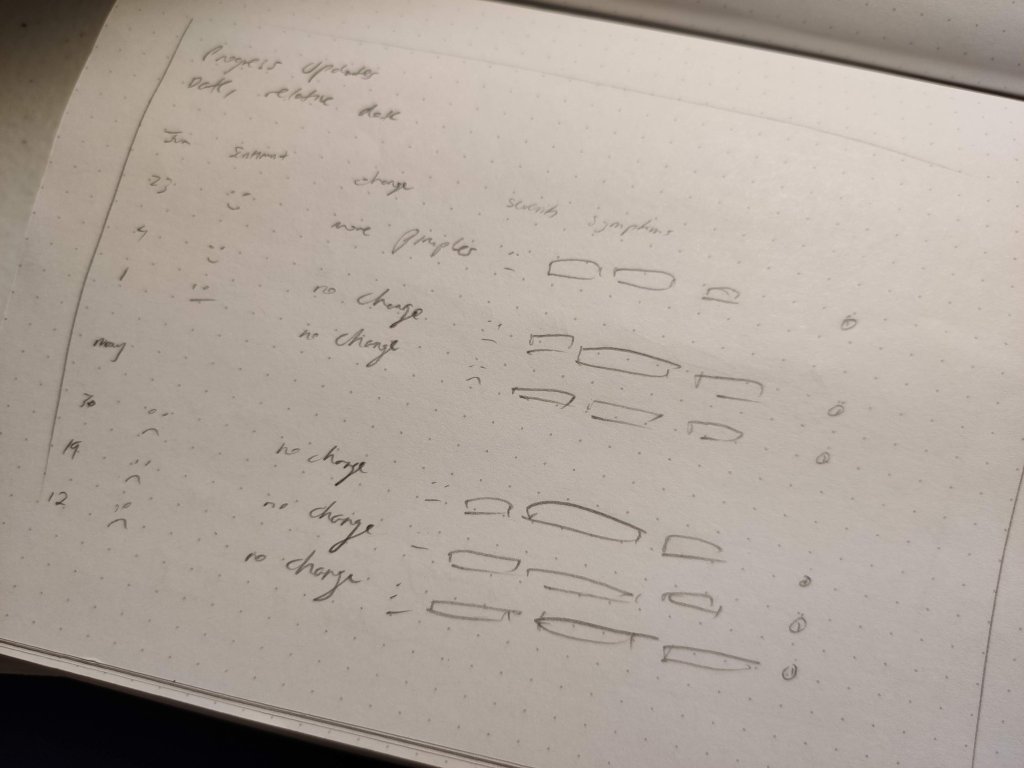 Progress updates
Date, relative date
Jun sentiment change severity symptoms
23 more pimples
4 no change
1 no change
may
30 no change
19 no change
12 no change